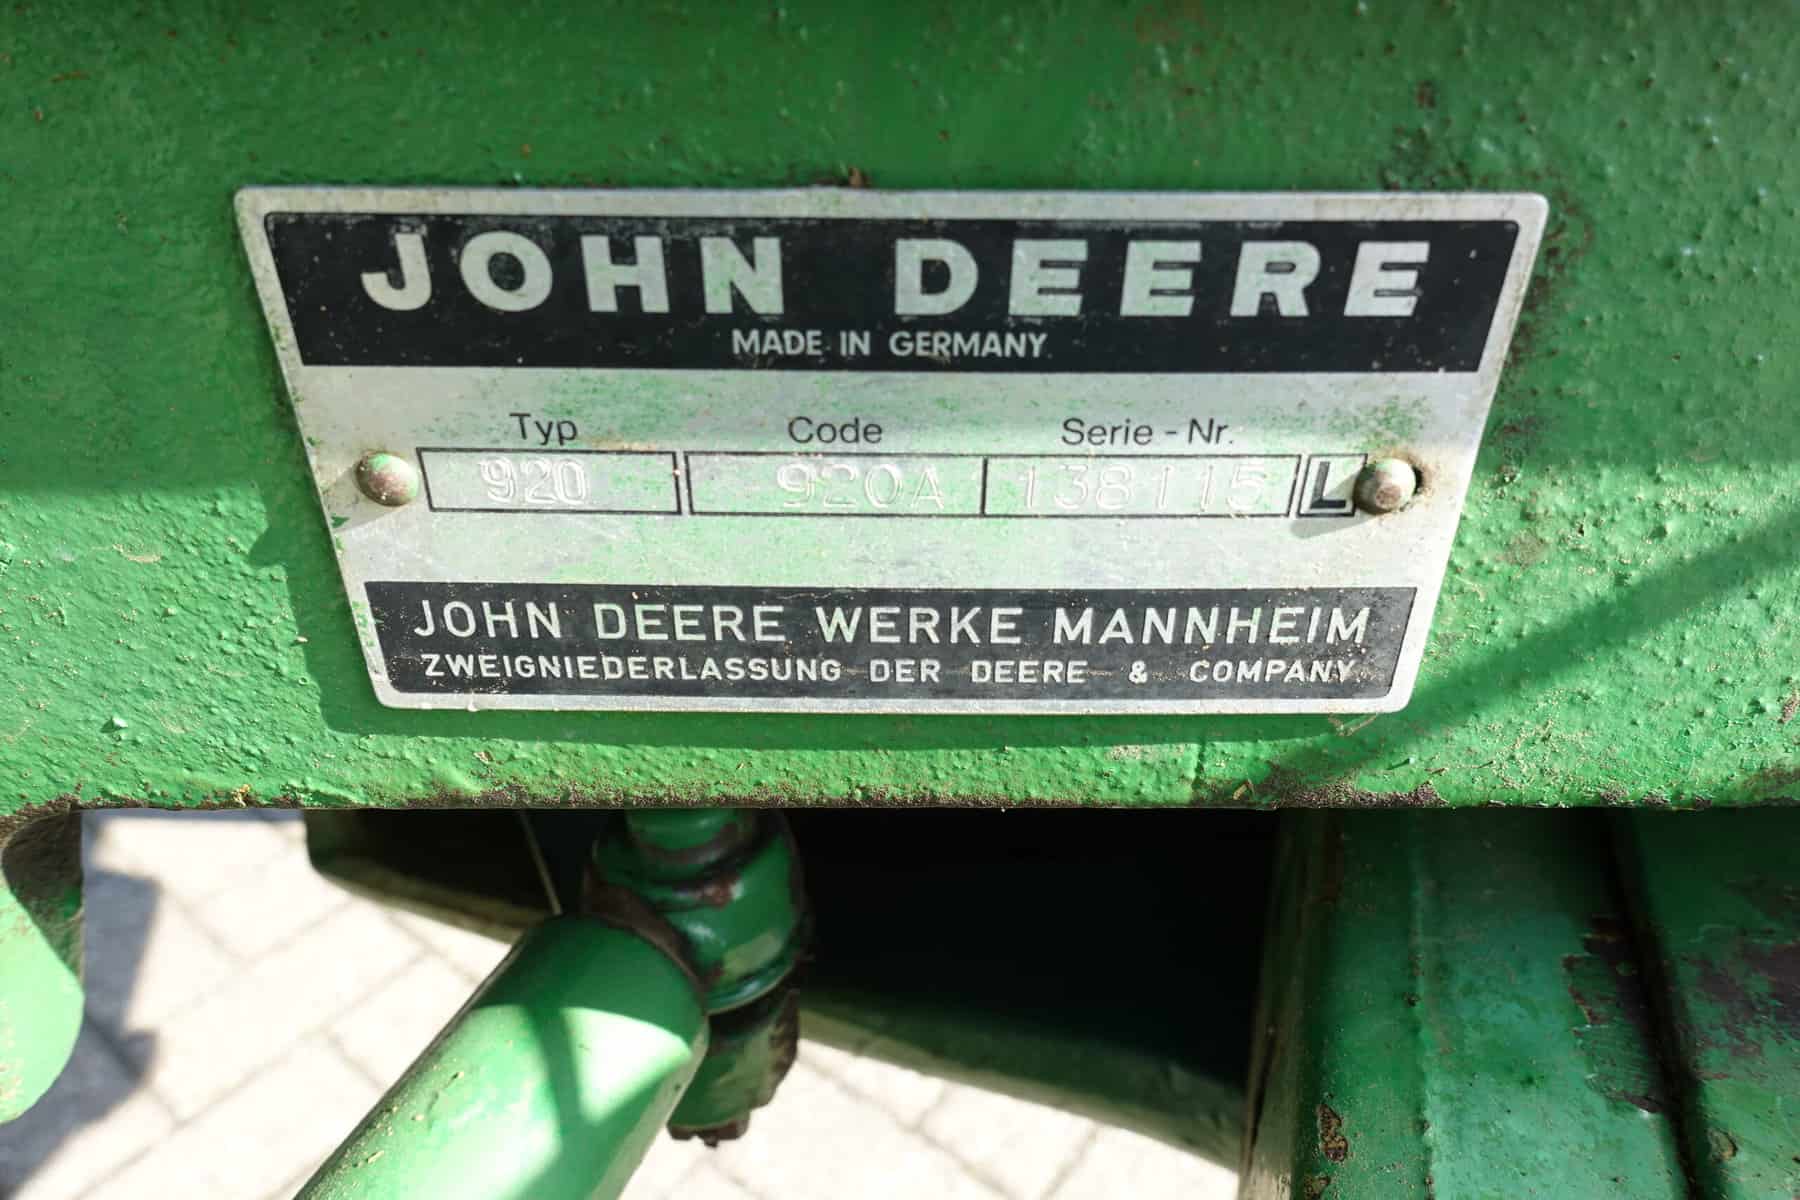 JOHN DEERE
MADE IN GERMANY
Typ Code Serie - Nr.
920 920A 138115 L
JOHN DEERE WERKE MANNHEIM
ZWEIGNIEDERLASSUNG DER DEERE & COMPANY